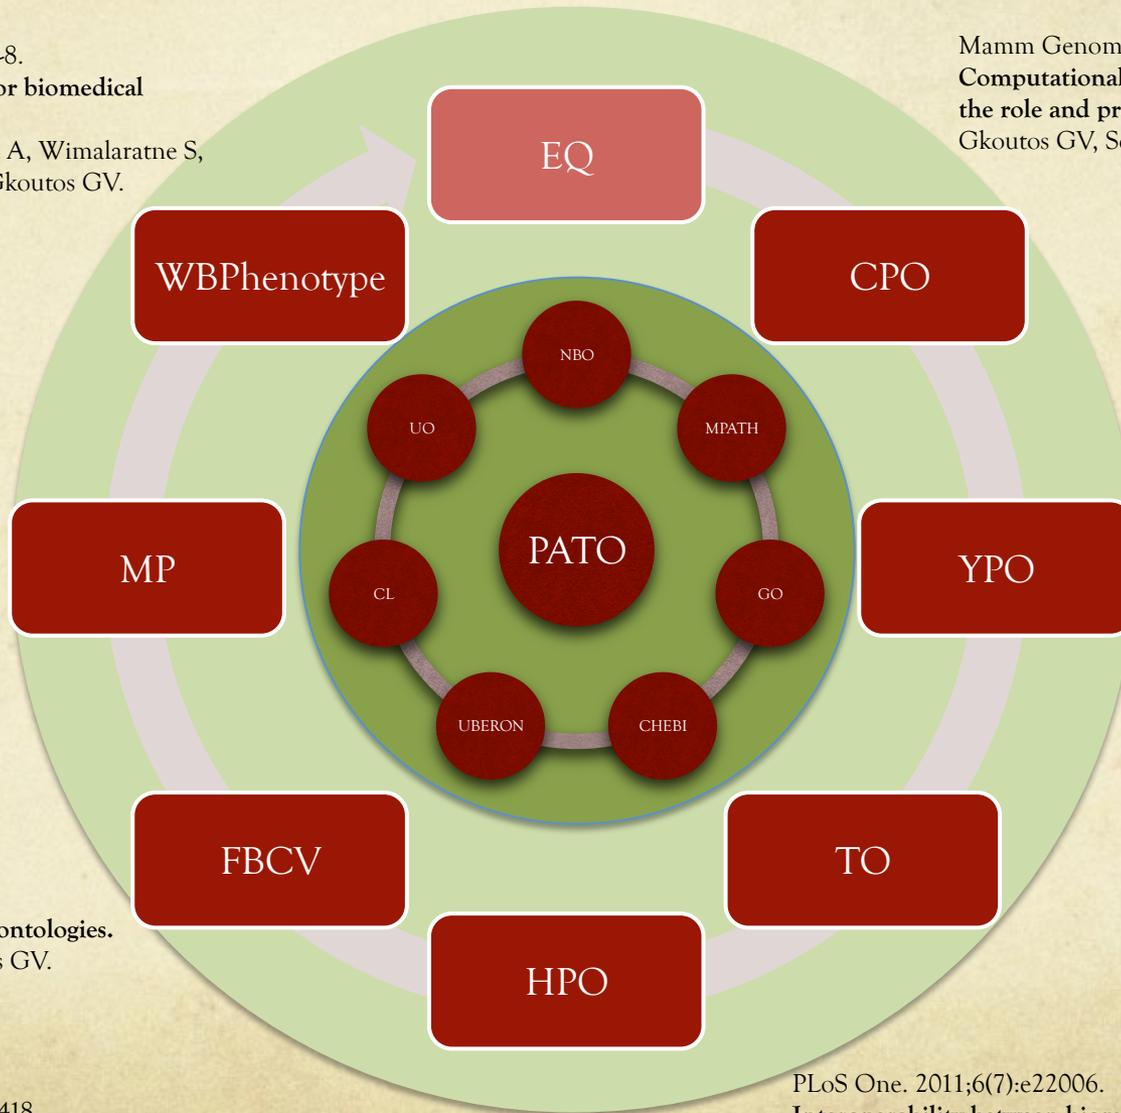 -8.
or biomedical
A, Wimalaratne S,
Gkoutos GV.
Mamm Genom
Computational
the role and pr
Gkoutos GV, S
EQ
WBPhenotype
CPO
NBO
UO
MPATH
PATO
MP
CL
GO
YPO
UBERON
CHEBI
FBCV
TO
HPO
ontologies.
s GV.
418
PLoS One. 2011;6(7):e22006.